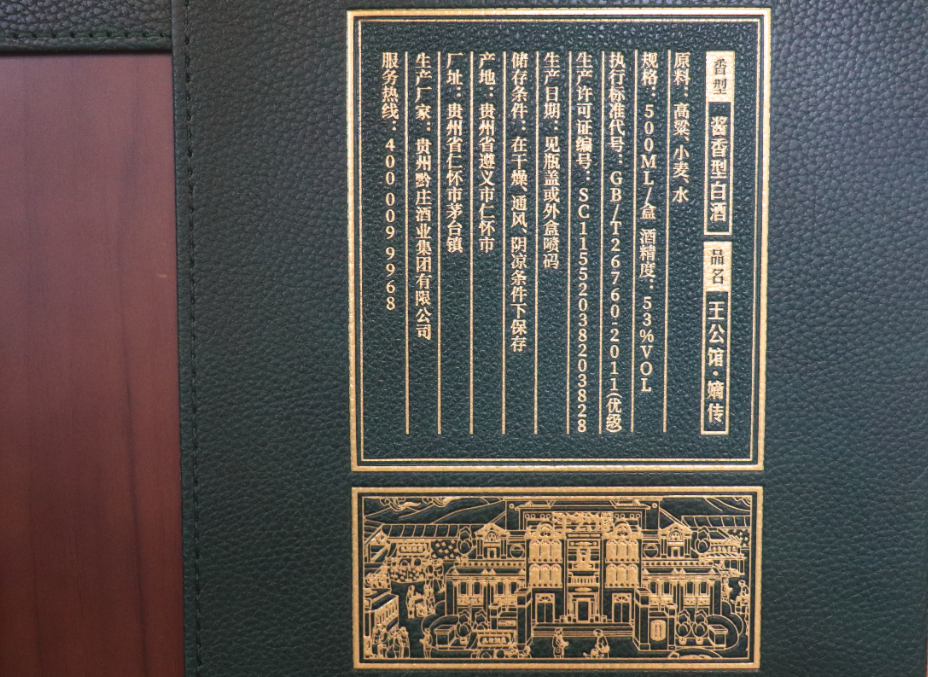 香型 酱香型白酒 品名 王公馆·嫡传
原料：高粱、小麦、水
规格：500ML/盒 酒精度：53%VOL
执行标准代号：GB/T26760-2011(优级)
生产许可证编号：SC11552038203828
生产日期：见瓶盖或外盒喷码
储存条件：在干燥、通风、阴凉条件下保存
产地：贵州省遵义市仁怀市
厂址：贵州省仁怀市茅台镇
生产厂家：贵州黔庄酒业集团有限公司
服务热线：400 009 9968